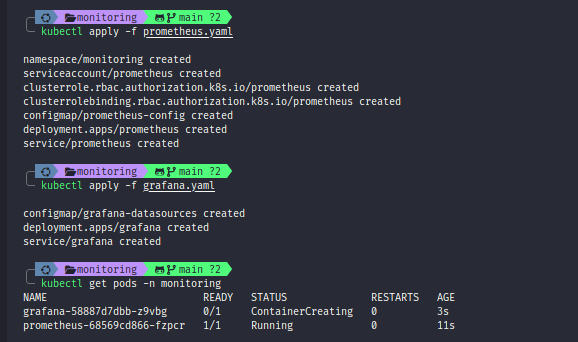 monitoring main ?2
kubectl apply -f prometheus.yaml
namespace/monitoring created
serviceaccount/prometheus created
clusterrole.rbac.authorization.k8s.io/prometheus created
clusterrolebinding.rbac.authorization.k8s.io/prometheus created
configmap/prometheus-config created
deployment.apps/prometheus created
service/prometheus created
monitoring main ?2
kubectl apply -f grafana.yaml
configmap/grafana-datasources created
deployment.apps/grafana created
service/grafana created
monitoring main ?2
kubectl get pods -n monitoring
NAME READY STATUS RESTARTS AGE
grafana-58887d7dbb-z9vbg 0/1 ContainerCreating 0 3s
prometheus-68569cd866-fzpcr 1/1 Running 0 11s